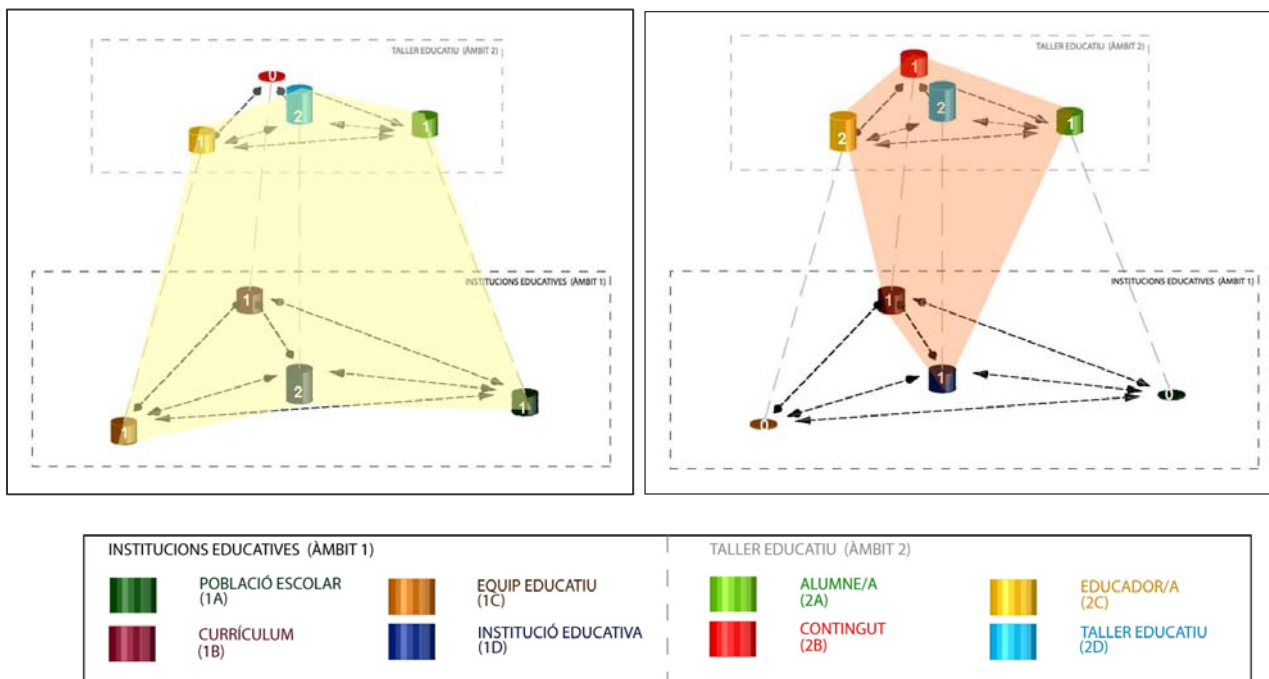 TALLER EDUCATIU (ÀMBIT 2)
0
2
1
1
INSTITUCIONS EDUCATIVES (ÀMBIT 1)
1
2
1
1
TALLER EDUCATIU (ÀMBIT 2)
1
2
2
1
INSTITUCIONS EDUCATIVES (ÀMBIT 1)
1
1
0
0
INSTITUCIONS EDUCATIVES (ÀMBIT 1)
POBLACIÓ ESCOLAR
(1A)
EQUIP EDUCATIU
(1C)
CURRÍCULUM
(1B)
INSTITUCIÓ EDUCATIVA
(1D)
TALLER EDUCATIU (ÀMBIT 2)
ALUMNE/A
(2A)
EDUCADOR/A
(2C)
CONTINGUT
(2B)
TALLER EDUCATIU
(2D)